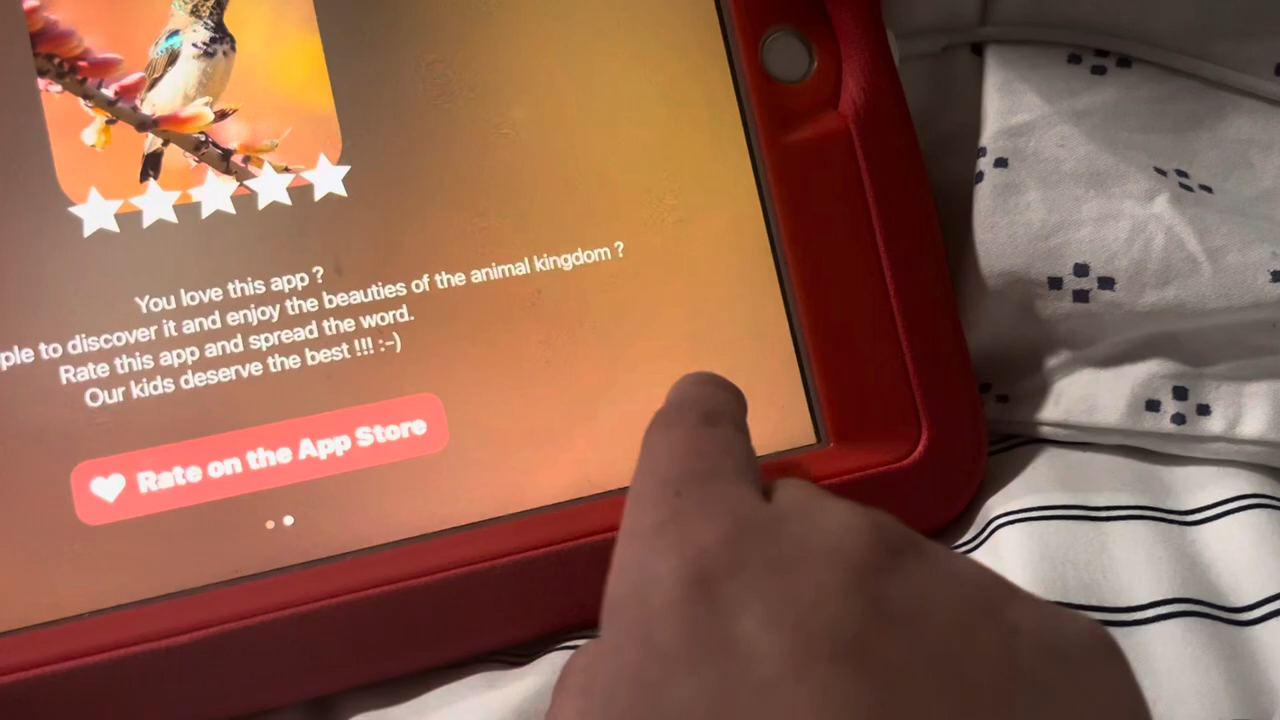 You love this app ?
to discover it and enjoy the beauties of the animal kingdom ?
Rate this app and spread the word.
Our kids deserve the best !!! :-)
Rate on the App Store